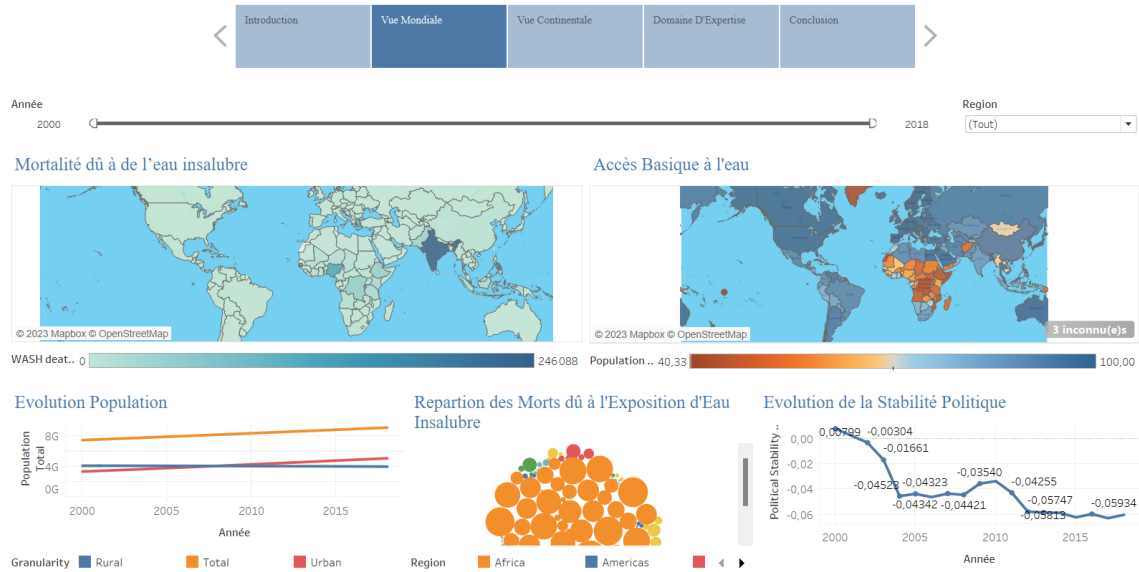 Introduction
Vue Mondiale
Vue Continentale
Domaine D'Expertise
Conclusion
Année
2000
2018
Region
(Tout)
Mortalité dû à de l'eau insalubre
Accès Basique à l'eau
© 2023 Mapbox © OpenStreetMap
© 2023 Mapbox © OpenStreetMap
3 inconnu(e)s
WASH deat.. 0
246 088
Population .. 40,33
100,00
Evolution Population
Repartion des Morts dû à l'Exposition d'Eau
Insalubre
Evolution de la Stabilité Politique
Population
Total
8G
4G
0G
2000
2005
2010
2015
Année
Political Stability ..
0,00
-0,02
-0,04
-0,06
0,00799
-0,00304
-0,01661
-0,04523
-0,04323
-0,04342
-0,04421
-0,03540
-0,04255
-0,05747
-0,05813
-0,05934
2000
2005
2010
2015
Année
Granularity
Rural
Total
Urban
Region
Africa
Americas